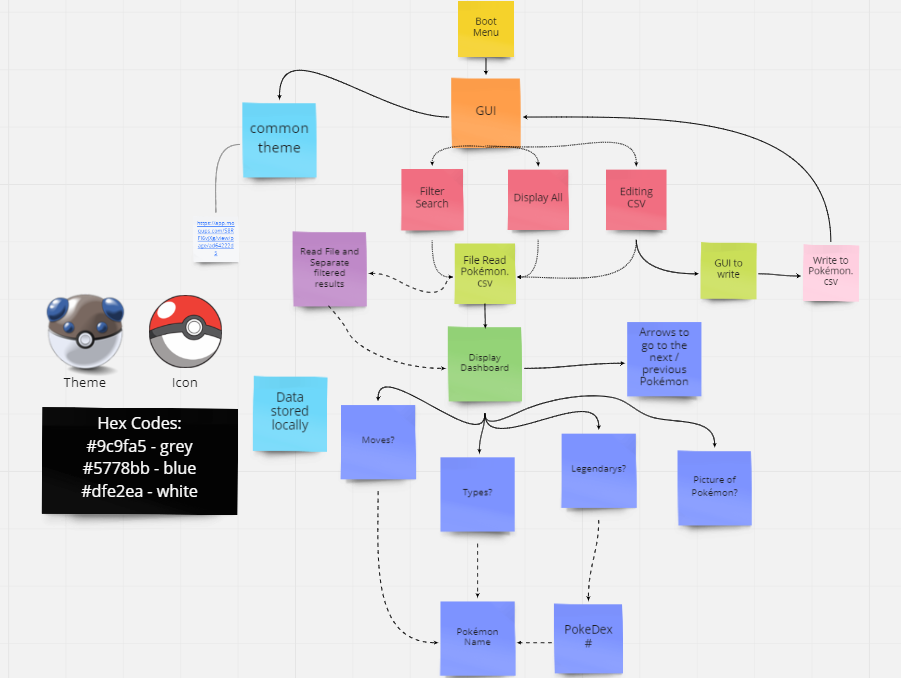 Boot
Menu
GUI
common
theme
Filter
Search
Display All
Editing
CSV
Read File and
Separate
filtered
results
File Read
Pokémon.
csv
GUI to
write
Write to
Pokémon.
csv
Theme
Icon
Display
Dashboard
Arrows to
go to the
next /
previous
Pokémon
Data
stored
locally
Hex Codes:
#9c9fa5 - grey
#5778bb - blue
#dfe2ea - white
Moves?
Types?
Legendarys?
Picture of
Pokémon?
Pokémon
Name
PokeDex
#